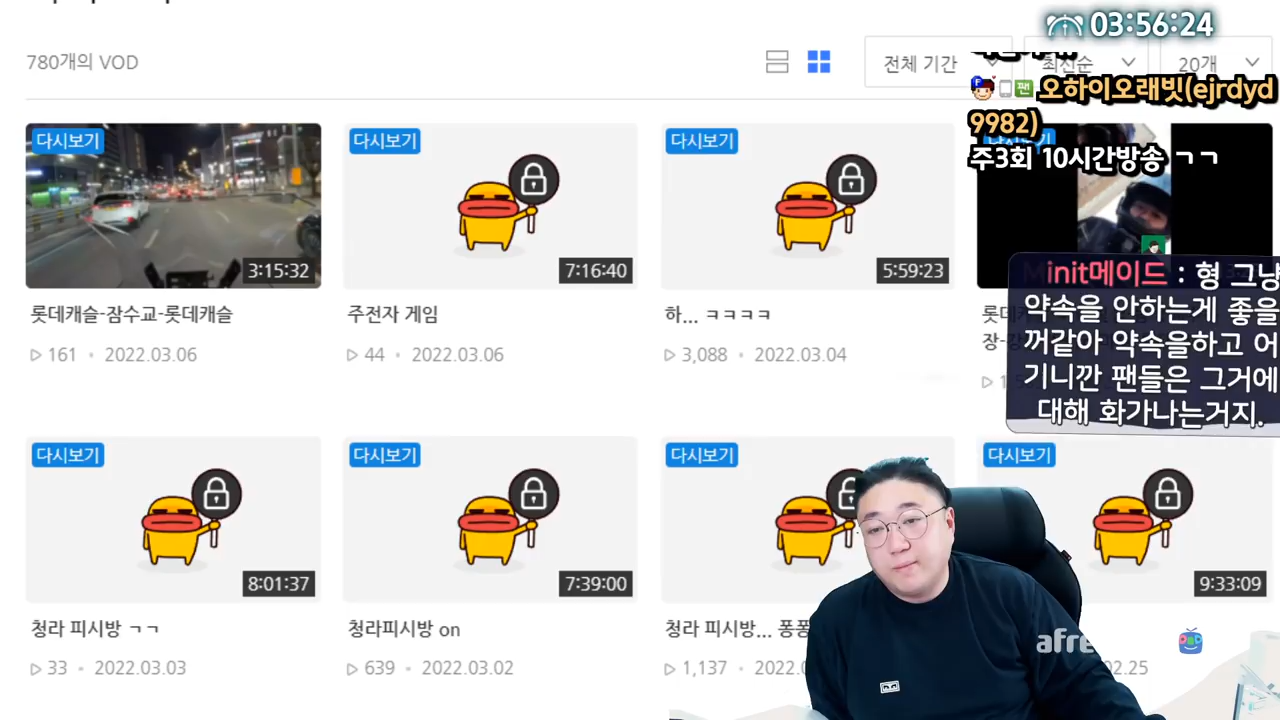 03:56:24
780개의 VOD
전체 기간
최신순
20개
오하이오래빗(ejrdyd
9982)
주3회 10시간방송 ㄱㄱ
다시보기
다시보기
다시보기
3:15:32
7:16:40
5:59:23
Minit메이드 : 형 그냥
약속을 안하는게 좋을
꺼같아 약속을하고 어
기니깐 팬들은 그거에
대해 화가나는거지.
롯데캐슬-잠수교-롯데캐슬
주전자 게임
하... ㅋㅋㅋㅋ
161 • 2022.03.06
44 • 2022.03.06
3,088 • 2022.03.04
다시보기
다시보기
다시보기
다시보기
8:01:37
7:39:00
9:33:09
청라 피시방 ㄱㄱ
청라피시방 on
청라 피시방... 퐁퐁
33 • 2022.03.03
639 • 2022.03.02
1,137
02.25